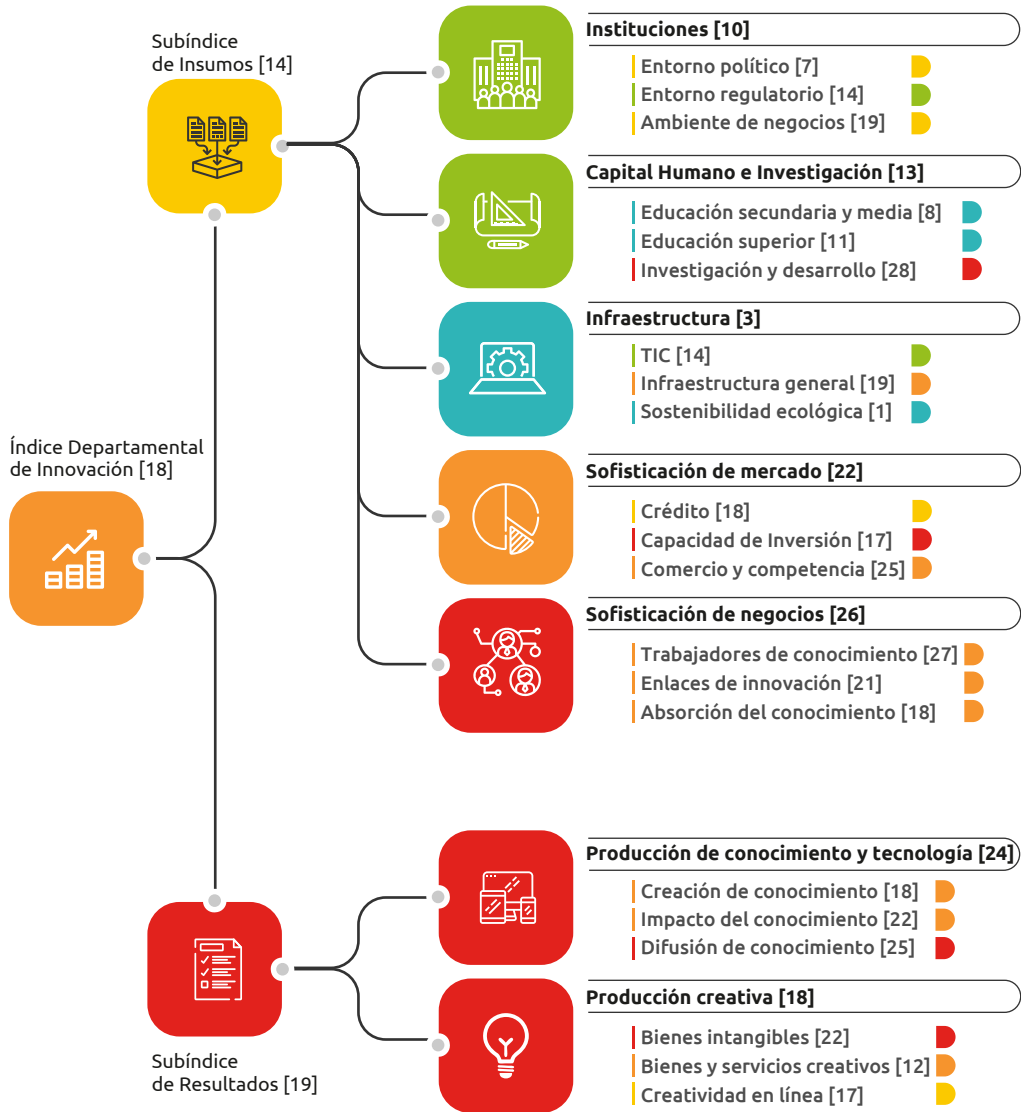 Subíndice
de Insumos [14]
Índice Departamental
de Innovación [18]
Subíndice
de Resultados [19]
Instituciones [10]
Entorno político [7]
Entorno regulatorio [14]
Ambiente de negocios [19]
Capital Humano e Investigación [13]
Educación secundaria y media [8]
Educación superior [11]
Investigación y desarrollo [28]
Infraestructura [3]
TIC [14]
Infraestructura general [19]
Sostenibilidad ecológica [1]
Sofisticación de mercado [22]
Crédito [18]
Capacidad de Inversión [17]
Comercio y competencia [25]
Sofisticación de negocios [26]
Trabajadores de conocimiento [27]
Enlaces de innovación [21]
Absorción del conocimiento [18]
Producción de conocimiento y tecnología [24]
Creación de conocimiento [18]
Impacto del conocimiento [22]
Difusión de conocimiento [25]
Producción creativa [18]
Bienes intangibles [22]
Bienes y servicios creativos [12]
Creatividad en línea [17]